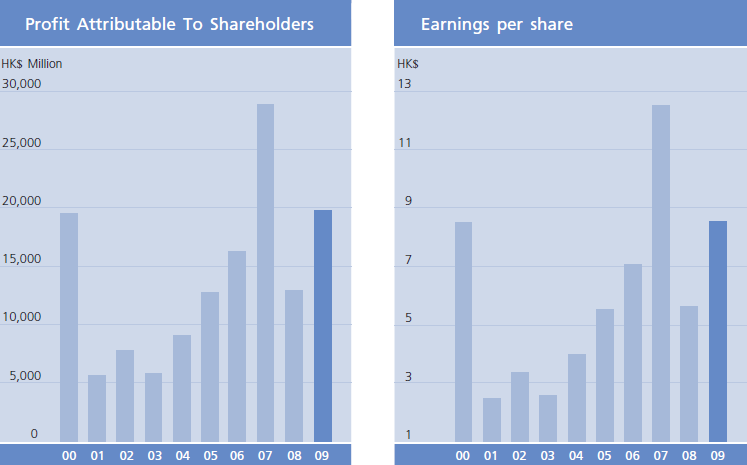 Profit Attributable To Shareholders
HK$ Million
30,000
25,000
20,000
15,000
10,000
5,000
0
00 01 02 03 04 05 06 07 08 09
Earnings per share
HK$
13
11
9
7
5
3
1
00 01 02 03 04 05 06 07 08 09